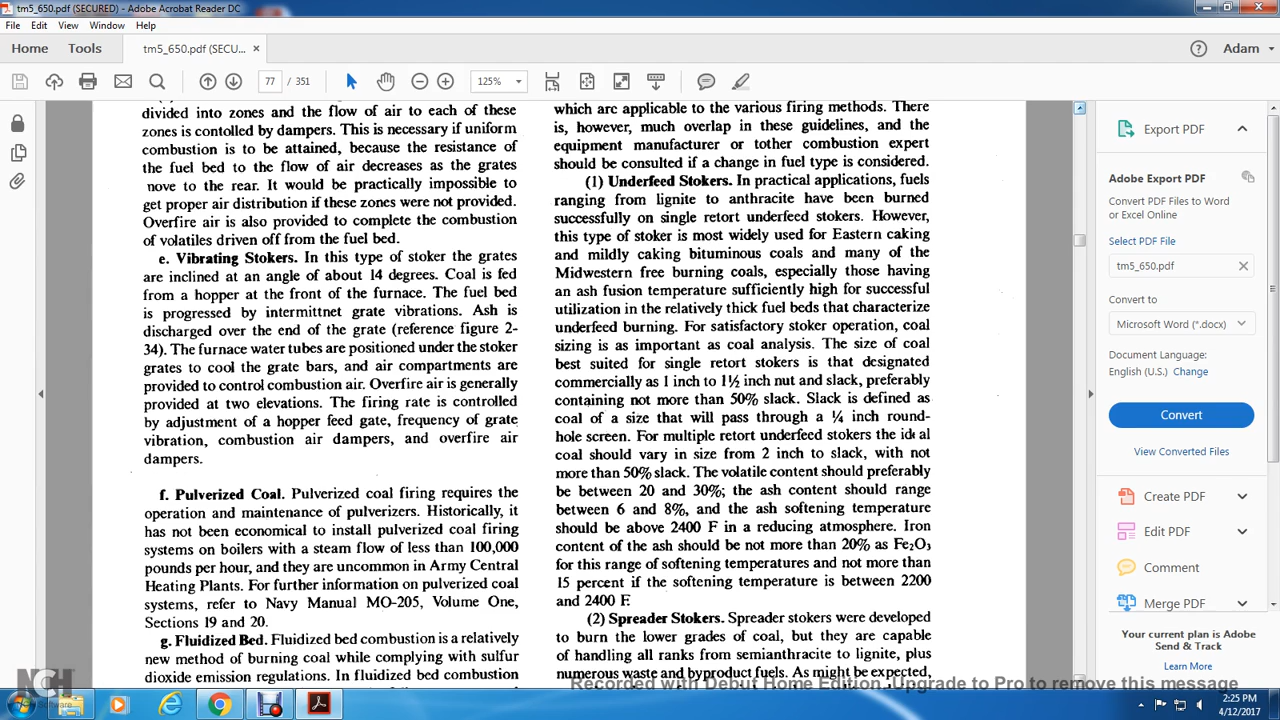 tm5_650.pdf (SECURED) - Adobe Acrobat Reader DC
File Edit View Window Help
Home Tools tm5_650.pdf (SECU... × Adam
77 / 351 125%
divided into zones and the flow of air to each of these
zones is contolled by dampers. This is necessary if uniform
combustion is to be attained, because the resistance of
the fuel bed to the flow of air decreases as the grates
nove to the rear. It would be practically impossible to
get proper air distribution if these zones were not provided.
Overfire air is also provided to complete the combustion
of volatiles driven off from the fuel bed.
e. Vibrating Stokers. In this type of stoker the grates
are inclined at an angle of about 14 degrees. Coal is fed
from a hopper at the front of the furnace. The fuel bed
is progressed by intermittnet grate vibrations. Ash is
discharged over the end of the grate (reference figure 2-
34). The furnace water tubes are positioned under the stoker
grates to cool the grate bars, and air compartments are
provided to control combustion air. Overfire air is generally
provided at two elevations. The firing rate is controlled
by adjustment of a hopper feed gate, frequency of grate
vibration, combustion air dampers, and overfire air
dampers.
f. Pulverized Coal. Pulverized coal firing requires the
operation and maintenance of pulverizers. Historically, it
has not been economical to install pulverized coal firing
systems on boilers with a steam flow of less than 100,000
pounds per hour, and they are uncommon in Army Central
Heating Plants. For further information on pulverized coal
systems, refer to Navy Manual MO-205, Volume One,
Sections 19 and 20.
g. Fluidized Bed. Fluidized bed combustion is a relatively
new method of burning coal while complying with sulfur
dioxide emission regulations. In fluidized bed combustion
which are applicable to the various firing methods. There
is, however, much overlap in these guidelines, and the
equipment manufacturer or tother combustion expert
should be consulted if a change in fuel type is considered.
(1) Underfeed Stokers. In practical applications, fuels
ranging from lignite to anthracite have been burned
successfully on single retort underfeed stokers. However,
this type of stoker is most widely used for Eastern caking
and mildly caking bituminous coals and many of the
Midwestern free burning coals, especially those having
an ash fusion temperature sufficiently high for successful
utilization in the relatively thick fuel beds that characterize
underfeed burning. For satisfactory stoker operation, coal
sizing is as important as coal analysis. The size of coal
best suited for single retort stokers is that designated
commercially as 1 inch to 1½ inch nut and slack, preferably
containing not more than 50% slack. Slack is defined as
coal of a size that will pass through a ¼ inch round-
hole screen. For multiple retort underfeed stokers the ideal
coal should vary in size from 2 inch to slack, with not
more than 50% slack. The volatile content should preferably
be between 20 and 30%; the ash content should range
between 6 and 8%, and the ash softening temperature
should be above 2400 F in a reducing atmosphere. Iron
content of the ash should be not more than 20% as Fe₂O₃
for this range of softening temperatures and not more than
15 percent if the softening temperature is between 2200
and 2400 F.
(2) Spreader Stokers. Spreader stokers were developed
to burn the lower grades of coal, but they are capable
of handling all ranks from semianthracite to lignite, plus
numerous waste and byproduct fuels. As might be expected,
Export PDF
Adobe Export PDF
Convert PDF Files to Word
or Excel Online
Select PDF File
tm5_650.pdf
Convert to
Microsoft Word (*.docx)
Document Language:
English (U.S.) Change
Convert
View Converted Files
Create PDF
Edit PDF
Comment
Merge PDF
Your current plan is Adobe
Send & Track
Learn More
NCH
Software
Recorded with Debut Home Edition. Upgrade to Pro to remove this message
2:25 PM
4/12/2017